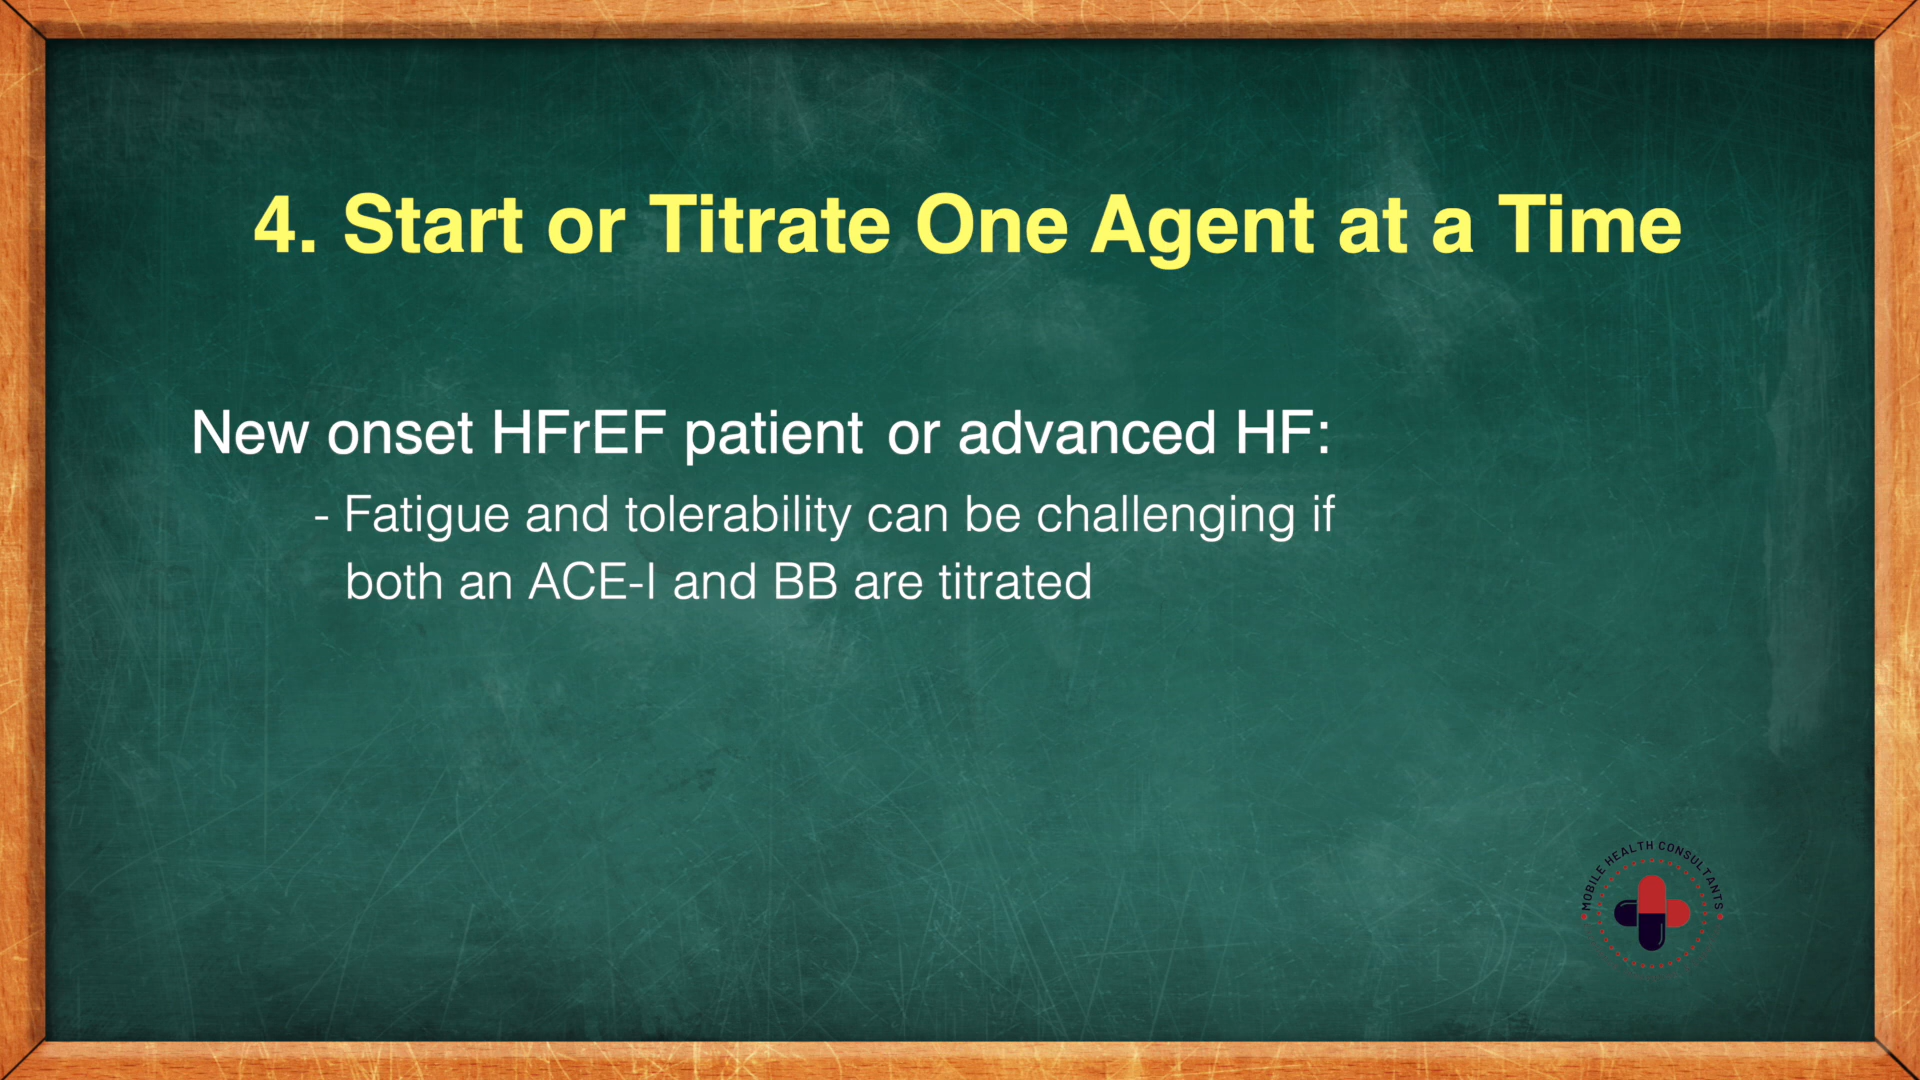 4. Start or Titrate One Agent at a Time
New onset HFrEF patient or advanced HF:
- Fatigue and tolerability can be challenging if
both an ACE-I and BB are titrated
MOBILE HEALTH CONSULTANTS